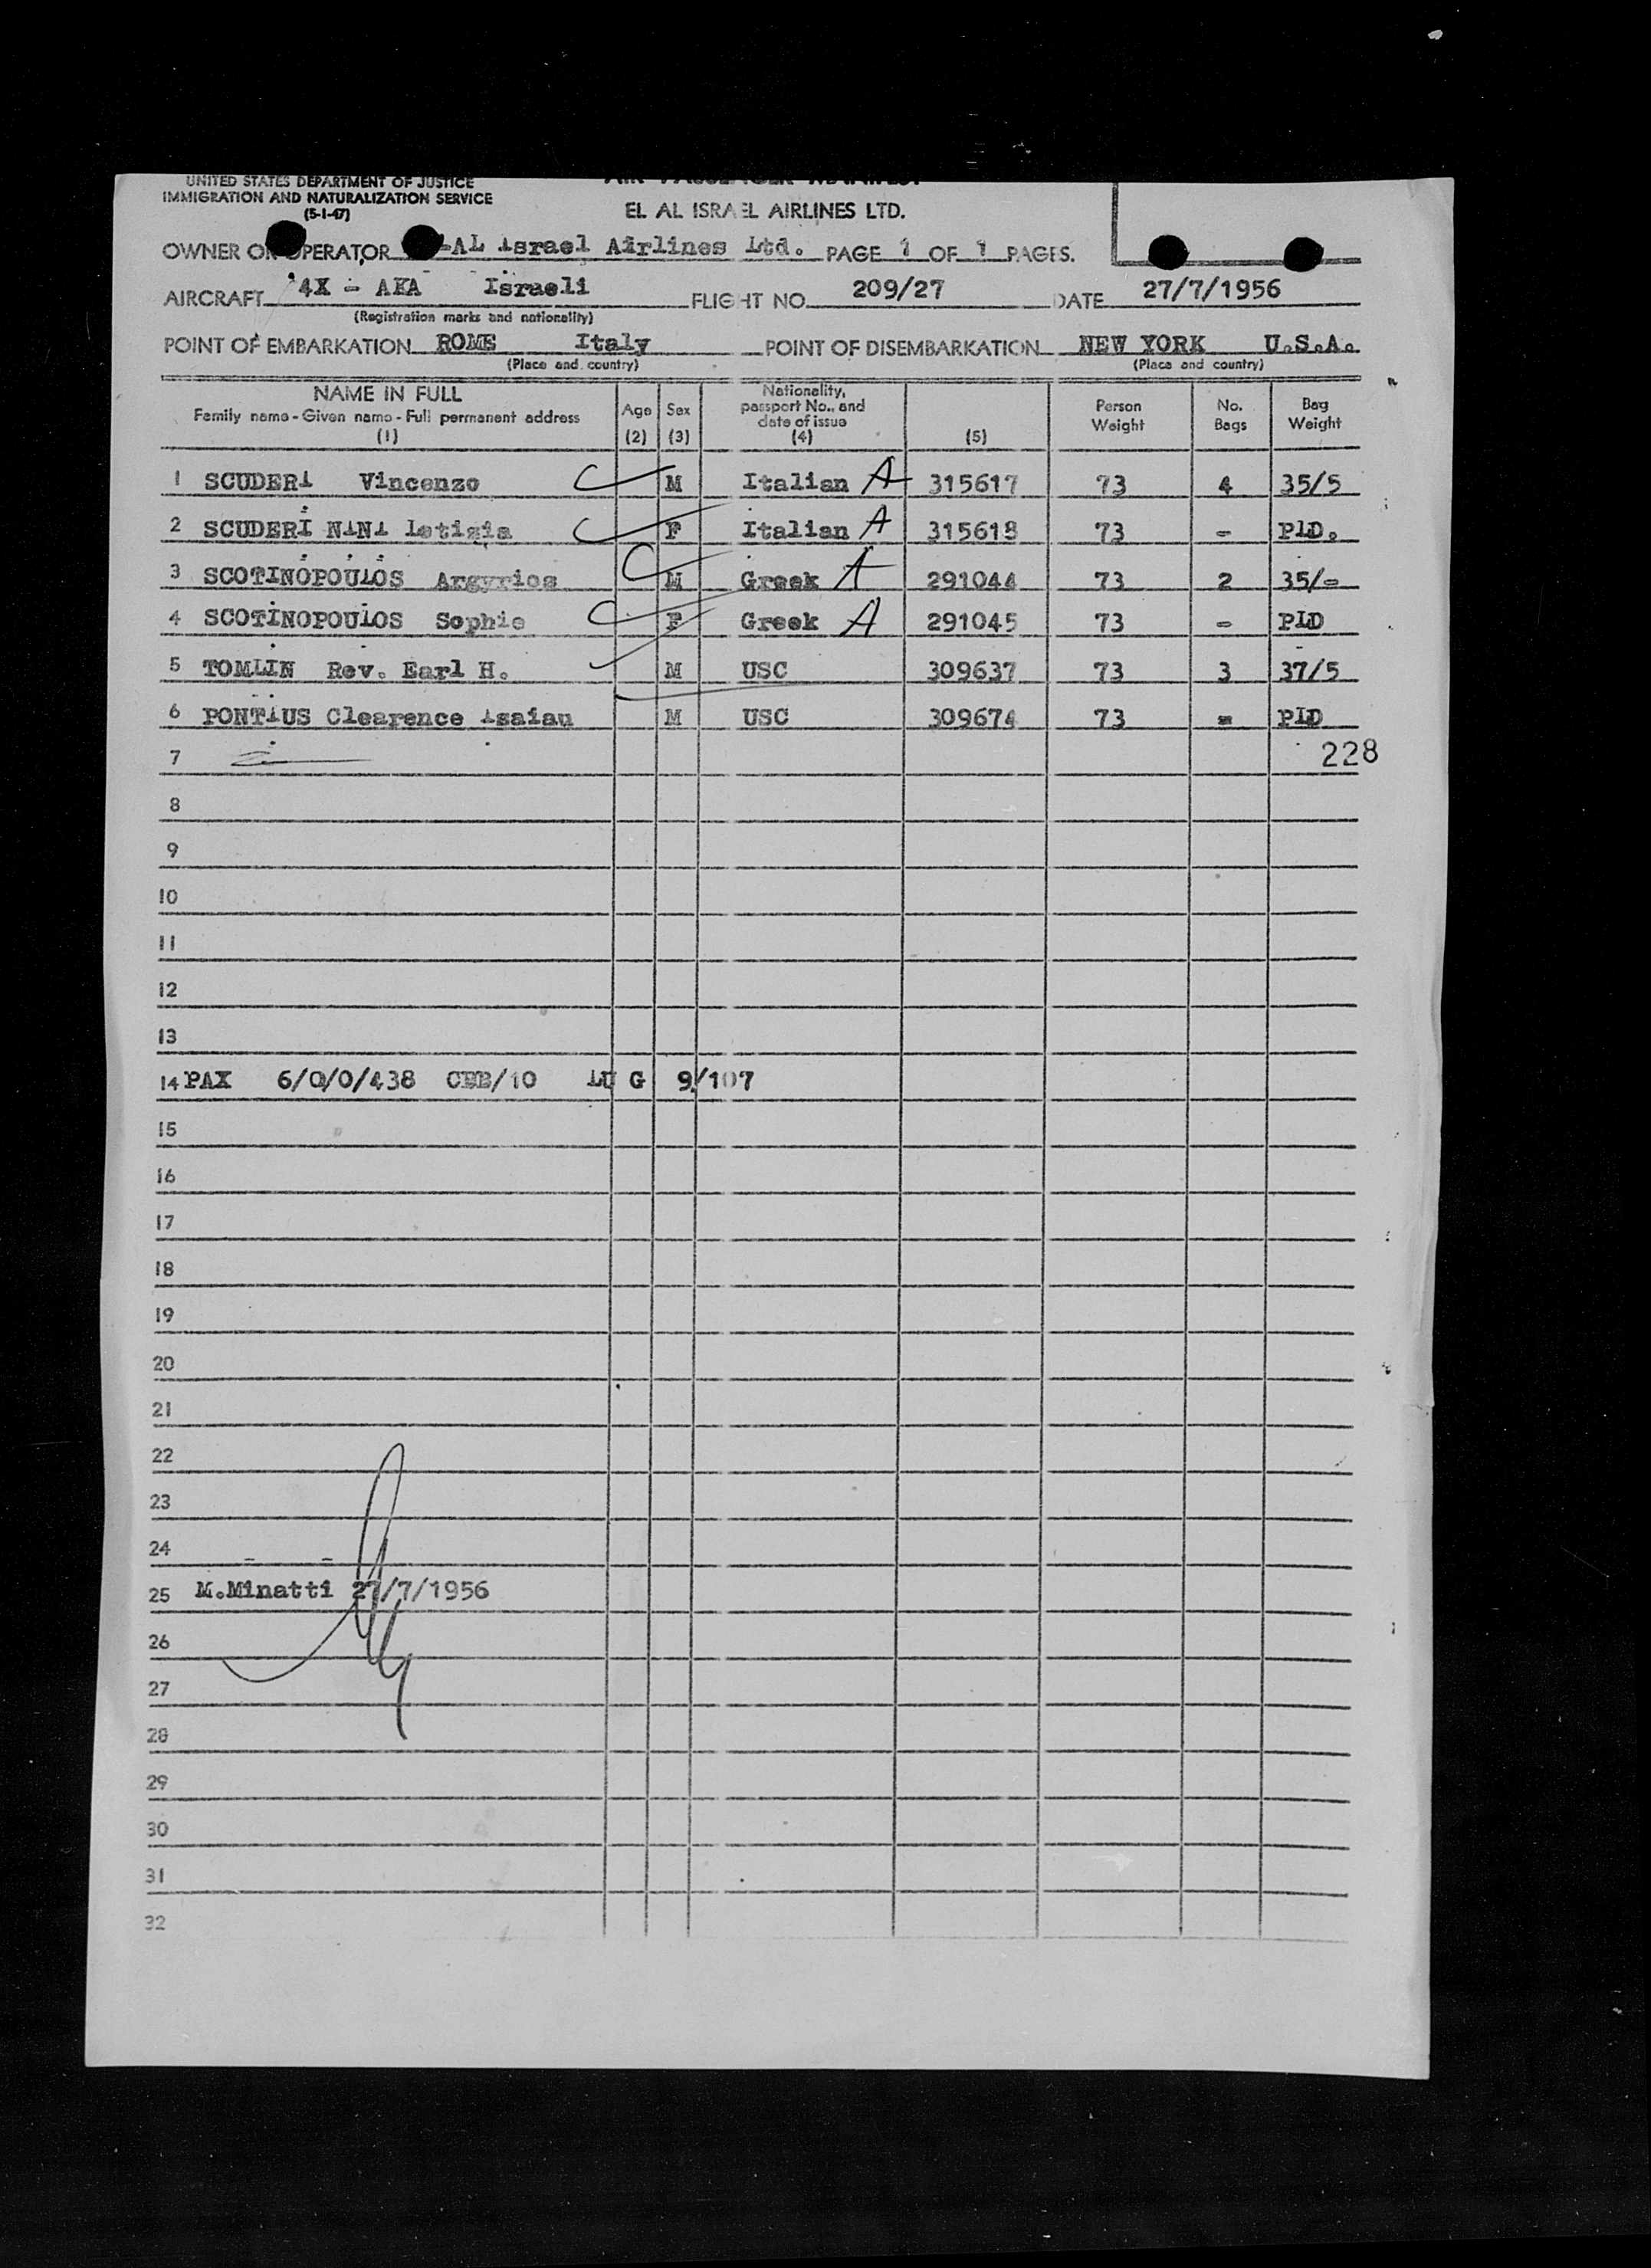 UNITED STATES DEPARTMENT OF JUSTICE
IMMIGRATION AND NATURALIZATION SERVICE
(5-1-47)
AIR PASSENGER MANIFEST
EL AL ISRAEL AIRLINES LTD.
OWNER OR OPERATOR -AL Israel Airlines Ltd. PAGE 1 OF 1 PAGES.
AIRCRAFT 4X - AKA Israeli FLIGHT NO. 209/27 DATE 27/7/1956
(Registration marks and nationality)
POINT OF EMBARKATION ROME Italy POINT OF DISEMBARKATION NEW YORK U.S.A.
(Place and country) (Place and country)
NAME IN FULL
Family name - Given name - Full permanent address
(1)
Age
(2)
Sex
(3)
Nationality,
passport No., and
date of issue
(4)
(5)
Person
Weight
No.
Bags
Bag
Weight
1 SCUDERI Vincenzo M Italian A 315617 73 4 35/5
2 SCUDERI NINI Letizia F Italian A 315618 73 - PLD.
3 SCOTINOPOULOS Argyrios M Greek A 291044 73 2 35/-
4 SCOTINOPOULOS Sophie F Greek A 291045 73 - PLD
5 TOMLIN Rev. Earl H. M USC 309637 73 3 37/5
6 PONTIUS Clearence Isaiau M USC 309674 73 - PLD
7 228
8
9
10
11
12
13
14 PAX 6/0/0/438 CBB/10 LU G 9/107
15
16
17
18
19
20
21
22
23
24
25 M.Minatti 27/7/1956
26
27
28
29
30
31
32